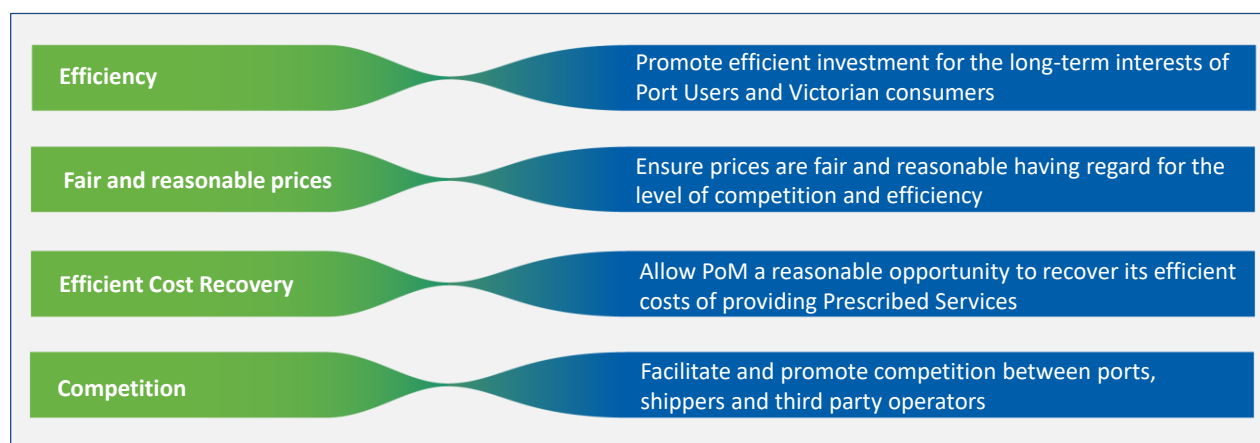 Efficiency
Promote efficient investment for the long-term interests of
Port Users and Victorian consumers
Fair and reasonable prices
Ensure prices are fair and reasonable having regard for the
level of competition and efficiency
Efficient Cost Recovery
Allow PoM a reasonable opportunity to recover its efficient
costs of providing Prescribed Services
Competition
Facilitate and promote competition between ports,
shippers and third party operators